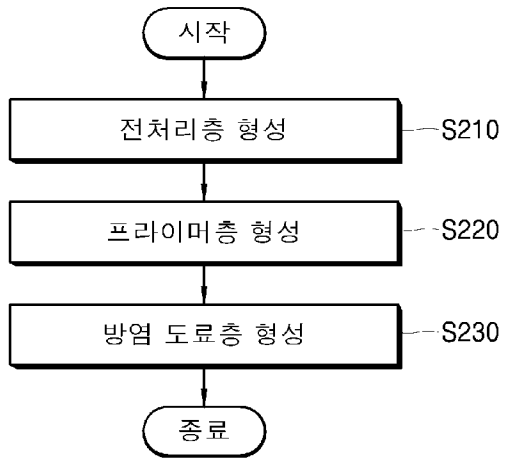 시작
전처리층 형성
S210
프라이머층 형성
S220
방염 도료층 형성
S230
종료